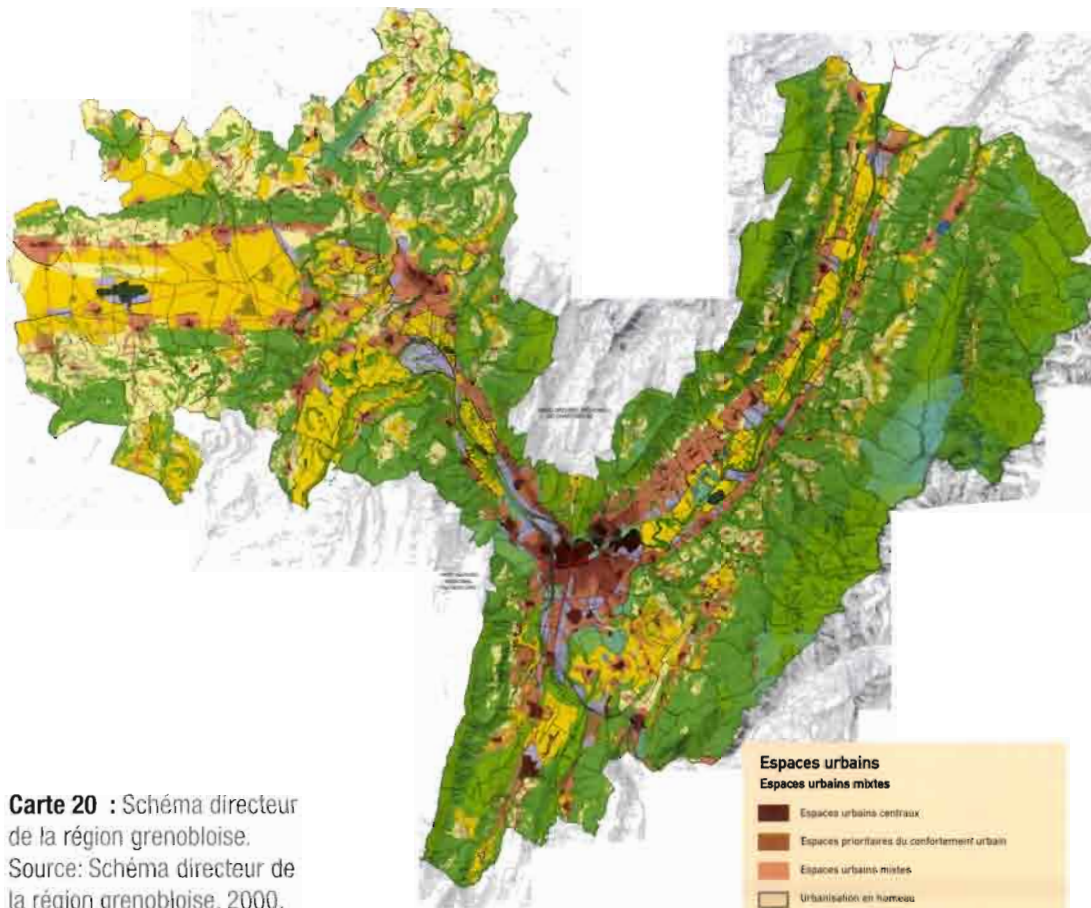 Carte 20 : Schéma directeur
de la région grenobloise.
Source: Schéma directeur de
la région grenobloise, 2000.
Espaces urbains
Espaces urbains mixtes
Espaces urbains centraux
Espaces prioritaires du confortement urbain
Espaces urbains mixtes
Urbanisation en hameau